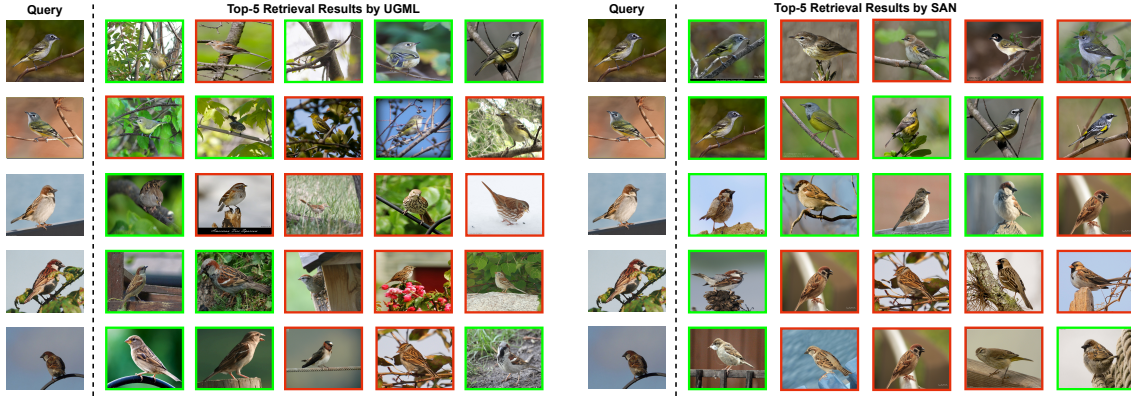 Query
Top-5 Retrieval Results by UGML
Query
Top-5 Retrieval Results by SAN